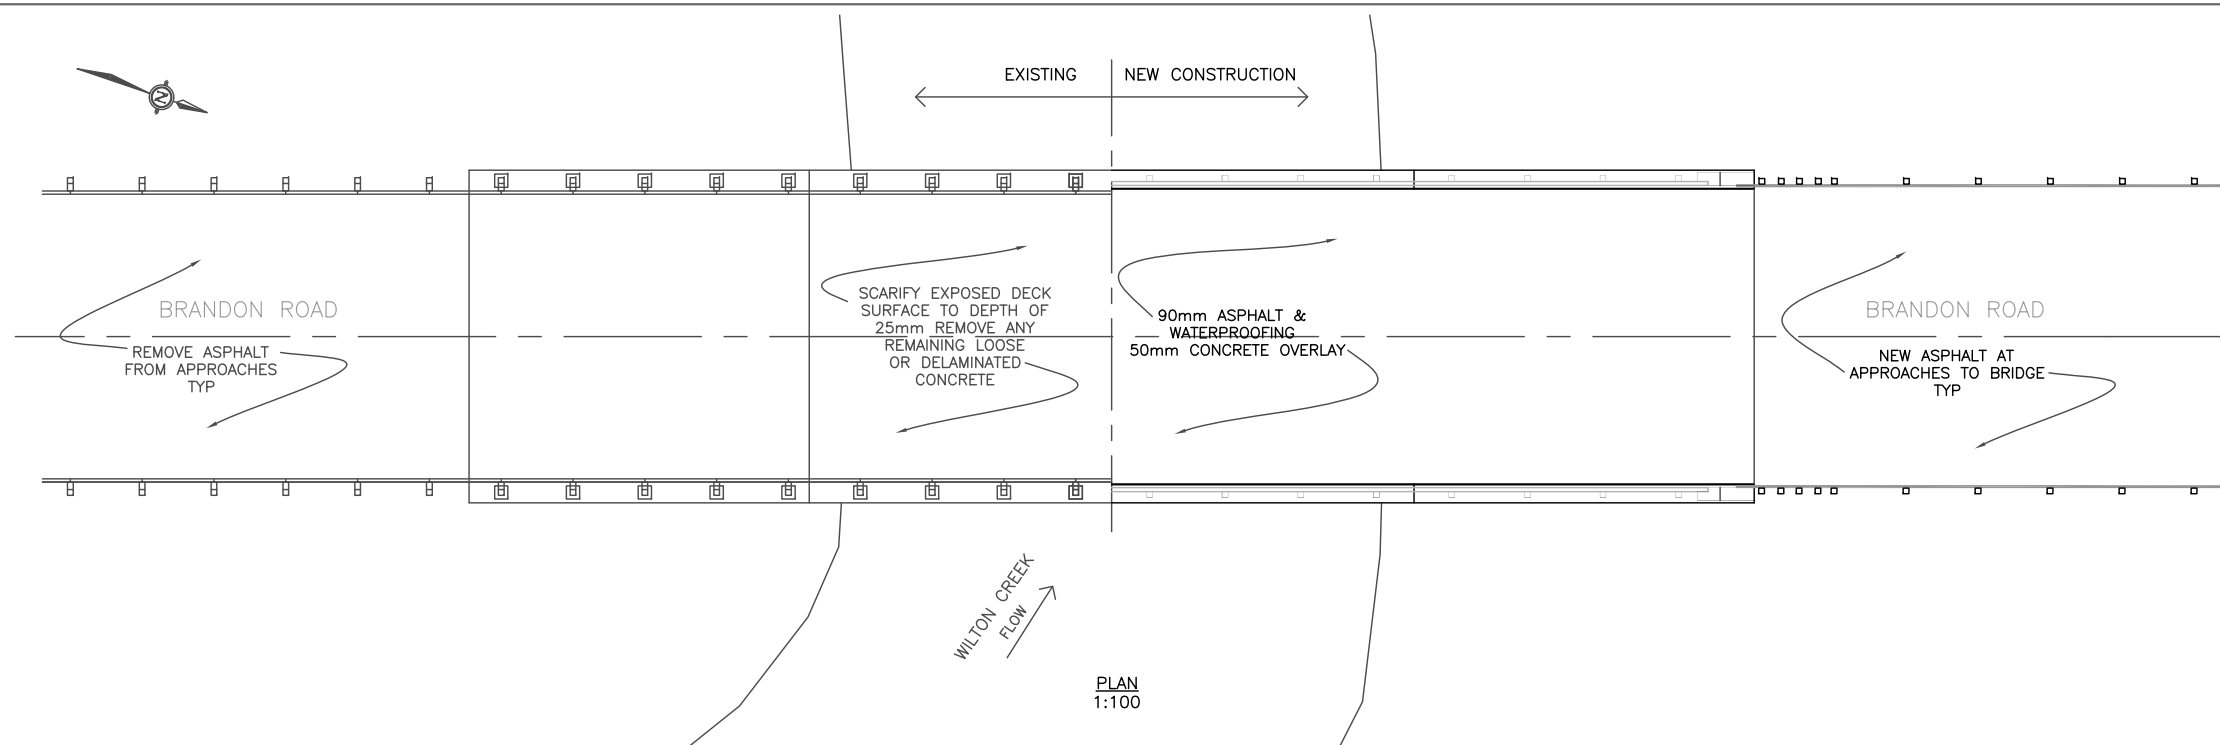 EXISTING
NEW CONSTRUCTION
N
BRANDON ROAD
REMOVE ASPHALT
FROM APPROACHES
TYP
SCARIFY EXPOSED DECK
SURFACE TO DEPTH OF
25mm REMOVE ANY
REMAINING LOOSE
OR DELAMINATED
CONCRETE
90mm ASPHALT &
WATERPROOFING
50mm CONCRETE OVERLAY
BRANDON ROAD
NEW ASPHALT AT
APPROACHES TO BRIDGE
TYP
WILTON CREEK
FLOW
PLAN
1:100